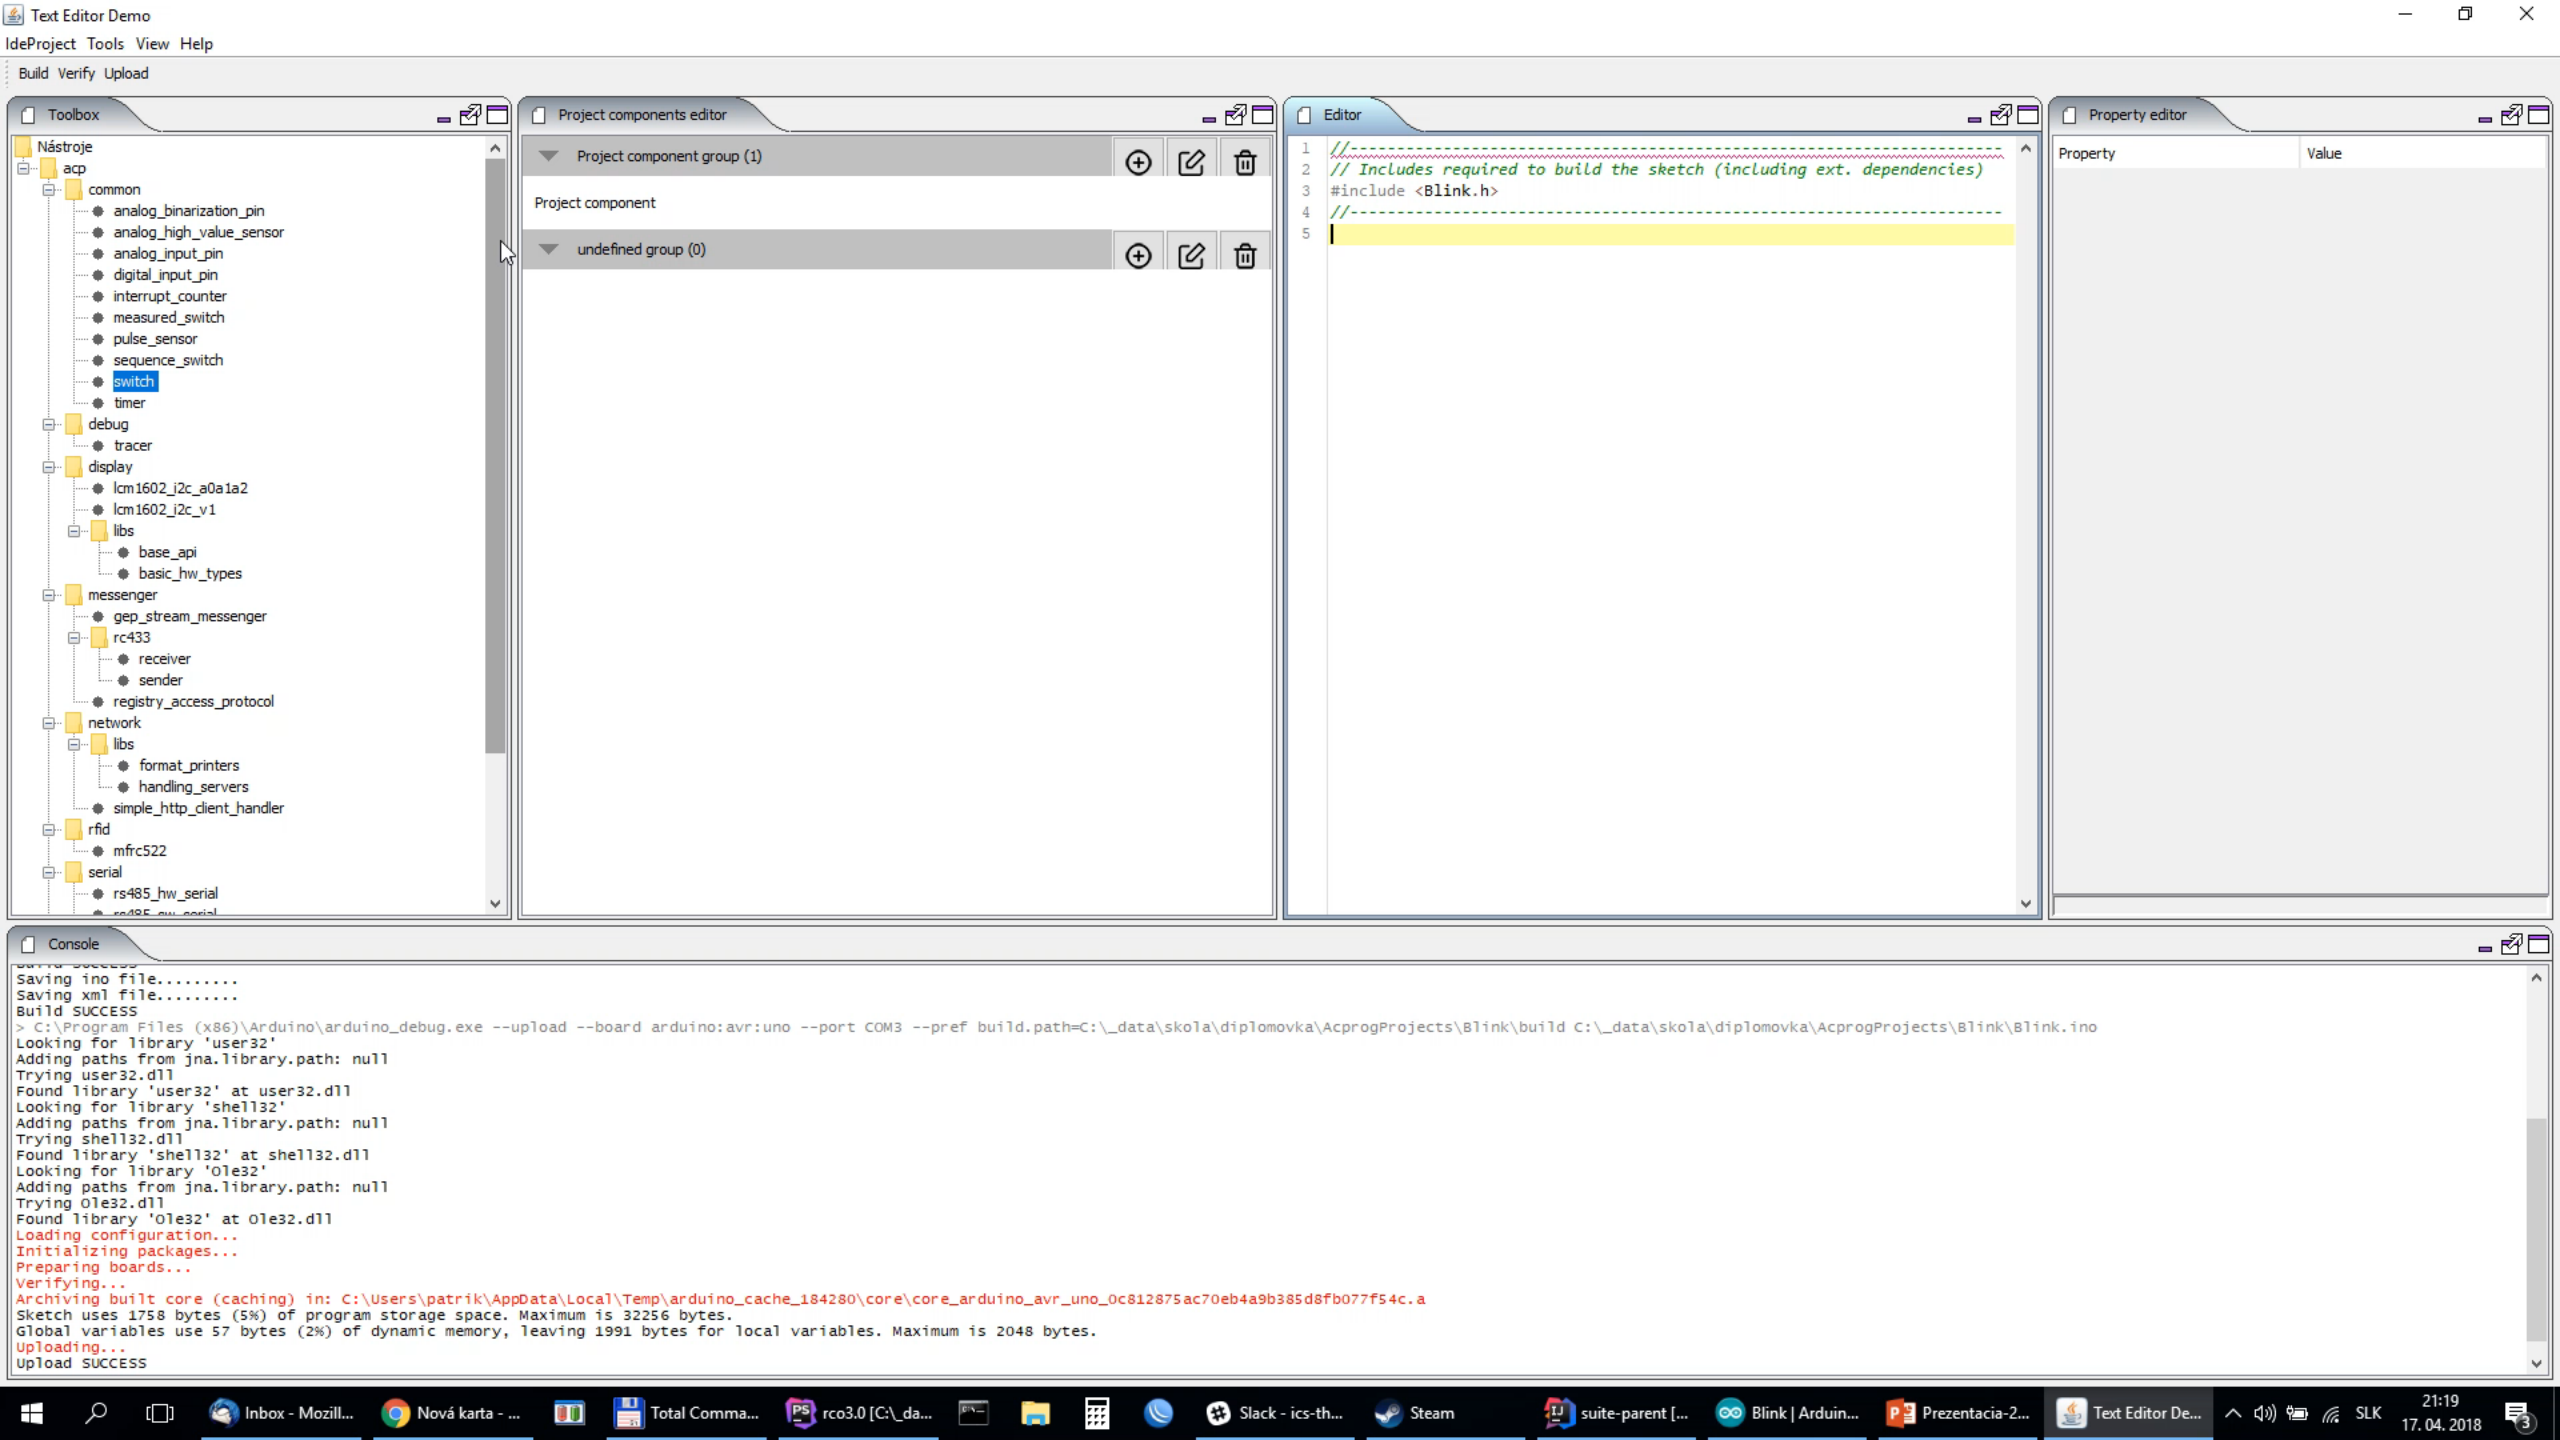 Text Editor Demo
IdeProject Tools View Help
Build Verify Upload
Toolbox
Nástroje
acp
common
analog_binarization_pin
analog_high_value_sensor
analog_input_pin
digital_input_pin
interrupt_counter
measured_switch
pulse_sensor
sequence_switch
switch
timer
debug
tracer
display
lcm1602_i2c_a0a1a2
lcm1602_i2c_v1
libs
base_api
basic_hw_types
messenger
gep_stream_messenger
rc433
receiver
sender
registry_access_protocol
network
libs
format_printers
handling_servers
simple_http_client_handler
rfid
mfrc522
serial
rs485_hw_serial
rs485_sw_serial
Project components editor
Project component group (1)
Project component
undefined group (0)
Editor
1 //--------------------------------------------------------------------
2 // Includes required to build the sketch (including ext. dependencies)
3 #include <Blink.h>
4 //--------------------------------------------------------------------
5
Property editor
Property Value
Console
Build SUCCESS
Saving ino file.........
Saving xml file.........
Build SUCCESS
> C:\Program Files (x86)\Arduino\arduino_debug.exe --upload --board arduino:avr:uno --port COM3 --pref build.path=C:\_data\skola\diplomovka\AcprogProjects\Blink\build C:\_data\skola\diplomovka\AcprogProjects\Blink\Blink.ino
Looking for library 'user32'
Adding paths from jna.library.path: null
Trying user32.dll
Found library 'user32' at user32.dll
Looking for library 'shell32'
Adding paths from jna.library.path: null
Trying shell32.dll
Found library 'shell32' at shell32.dll
Looking for library 'Ole32'
Adding paths from jna.library.path: null
Trying Ole32.dll
Found library 'Ole32' at Ole32.dll
Loading configuration...
Initializing packages...
Preparing boards...
Verifying...
Archiving built core (caching) in: C:\Users\patrik\AppData\Local\Temp\arduino_cache_184280\core\core_arduino_avr_uno_0c812875ac70eb4a9b385d8fb077f54c.a
Sketch uses 1758 bytes (5%) of program storage space. Maximum is 32256 bytes.
Global variables use 57 bytes (2%) of dynamic memory, leaving 1991 bytes for local variables. Maximum is 2048 bytes.
Uploading...
Upload SUCCESS
Inbox - Mozill... Nová karta - ... Total Comma... PS rco3.0 [C:\_da... Slack - ics-th... Steam IJ suite-parent [... Blink | Arduin... Prezentacia-2... Text Editor De... SLK
21:19
17. 04. 2018
3